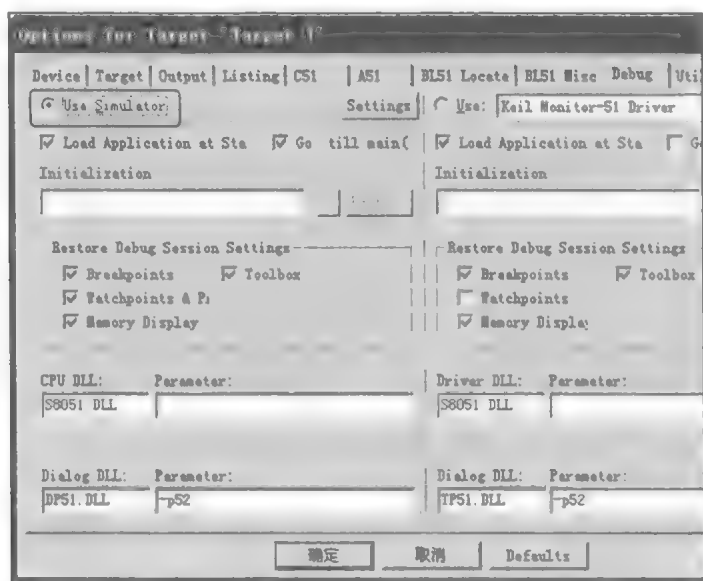 Options for Target 'Target 1'
Device Target Output Listing C51 A51 BL51 Locate BL51 Misc Debug Uti
Use Simulator Settings Use: Keil Monitor-51 Driver
Load Application at Sta Go till main( Load Application at Sta G
Initialization Initialization
Restore Debug Session Settings Restore Debug Session Settings
Breakpoints Toolbox Breakpoints Toolbox
Watchpoints & Pa Watchpoints
Memory Display Memory Display
CPU DLL: Parameter: Driver DLL: Parameter:
S8051 DLL S8051 DLL
Dialog DLL: Parameter: Dialog DLL: Parameter:
DP51.DLL -p52 TP51.DLL -p52
确定 取消 Defaults